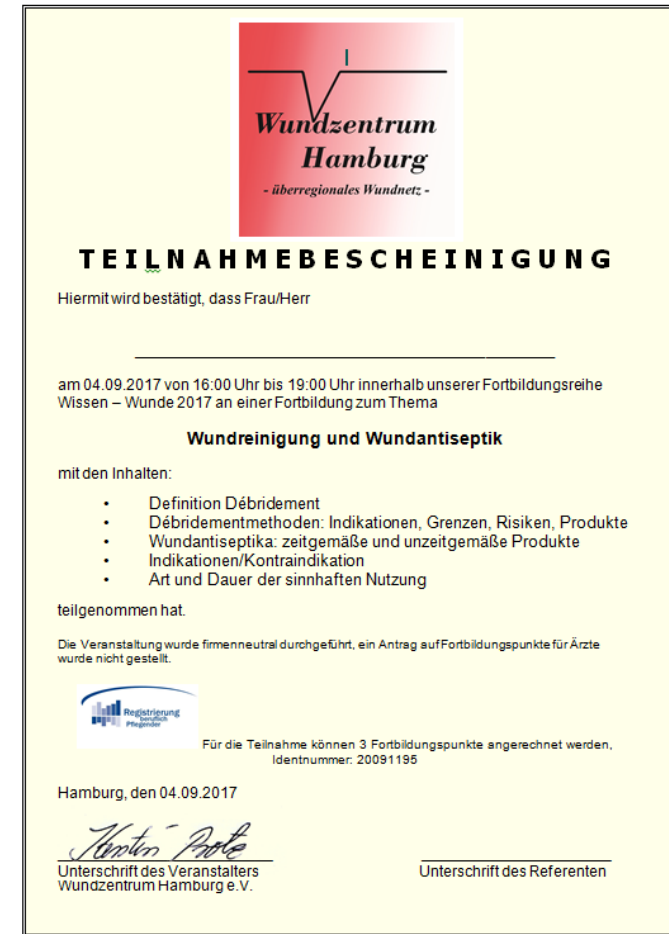 Wundzentrum
Hamburg
- überregionales Wundnetz -
TEILNAHMEBESCHEINIGUNG
Hiermit wird bestätigt, dass Frau/Herr
am 04.09.2017 von 16:00 Uhr bis 19:00 Uhr innerhalb unserer Fortbildungsreihe
Wissen – Wunde 2017 an einer Fortbildung zum Thema
Wundreinigung und Wundantiseptik
mit den Inhalten:
• Definition Débridement
• Débridementmethoden: Indikationen, Grenzen, Risiken, Produkte
• Wundantiseptika: zeitgemäße und unzeitgemäße Produkte
• Indikationen/Kontraindikation
• Art und Dauer der sinnhaften Nutzung
teilgenommen hat.
Die Veranstaltung wurde firmenneutral durchgeführt, ein Antrag auf Fortbildungspunkte für Ärzte
wurde nicht gestellt.
Registrierung
beruflich
Pflegender
Für die Teilnahme können 3 Fortbildungspunkte angerechnet werden,
Identnummer: 20091195
Hamburg, den 04.09.2017
Unterschrift des Veranstalters
Wundzentrum Hamburg e.V.
Unterschrift des Referenten